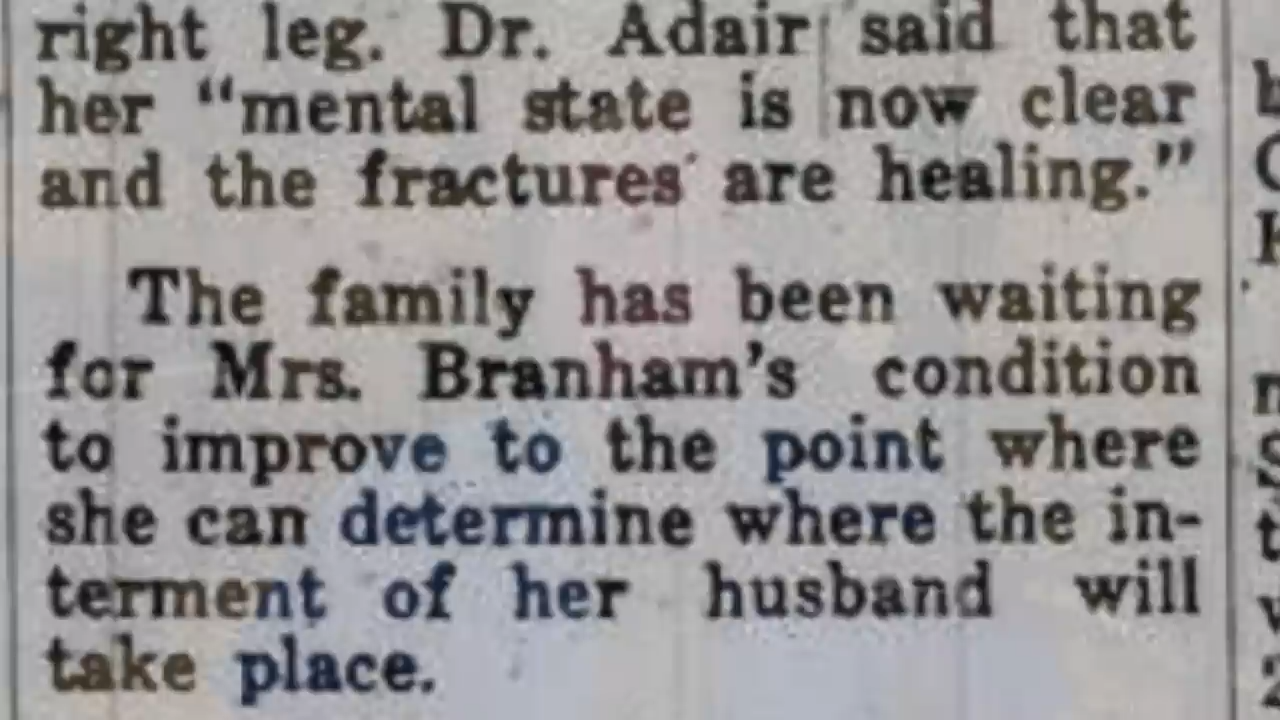 right leg. Dr. Adair said that
her “mental state is now clear
and the fractures are healing.”
The family has been waiting
for Mrs. Branham’s condition
to improve to the point where
she can determine where the in-
terment of her husband will
take place.